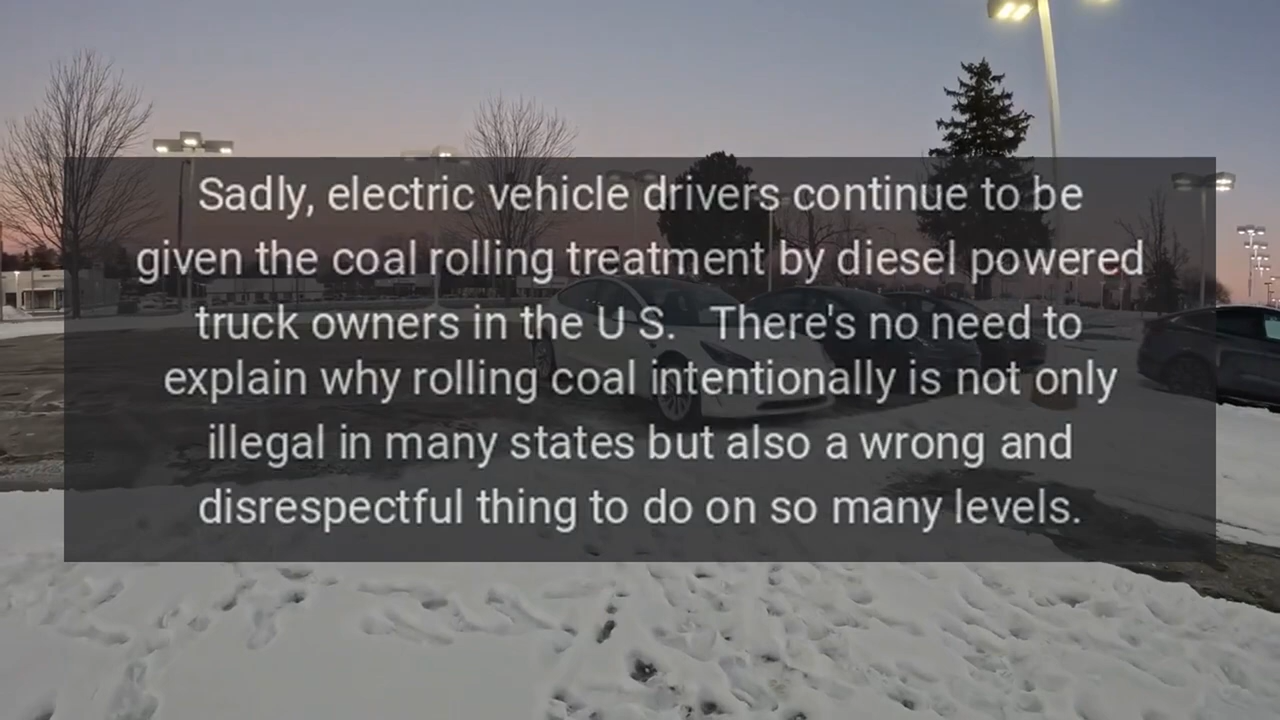 Sadly, electric vehicle drivers continue to be
given the coal rolling treatment by diesel powered
truck owners in the U S.   There's no need to
explain why rolling coal intentionally is not only
illegal in many states but also a wrong and
disrespectful thing to do on so many levels.